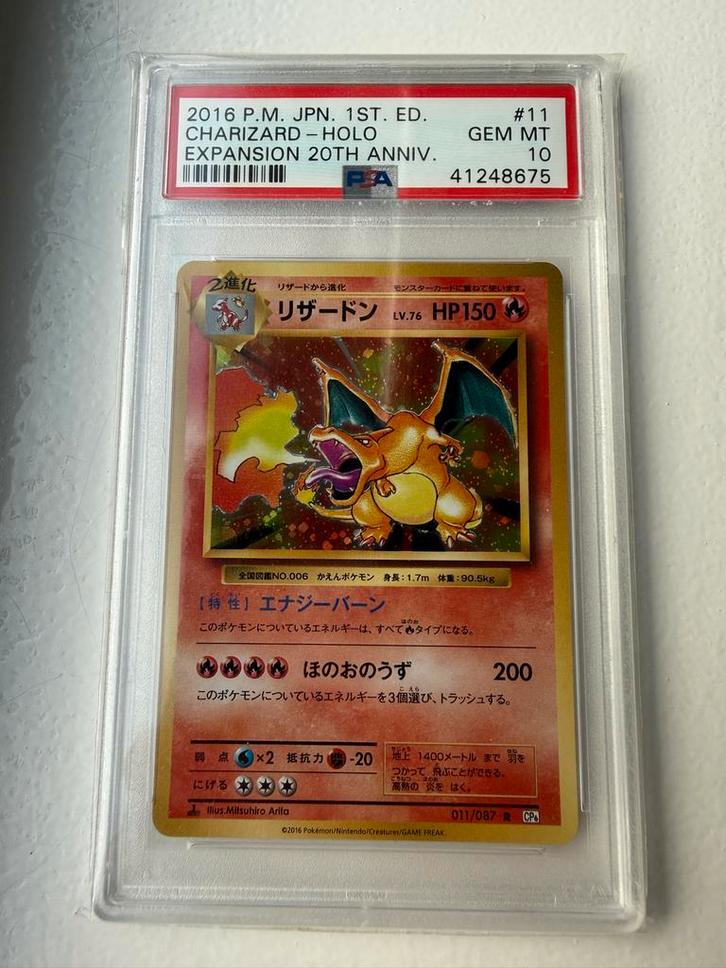 2016 P.M. JPN. 1ST. ED. #11
CHARIZARD-HOLO GEM MT
EXPANSION 20TH ANNIV. 10
PSA 41248675
2進化 リザードから進化 モンスターカードに重ねて使います。
リザードン LV.76 HP150
全国図鑑NO.006 かえんポケモン 身長:1.7m 体重:90.5kg
[特性] エナジーバーン
このポケモンについているエネルギーは、すべてタイプになる。
ほのおのうず 200
このポケモンについているエネルギーを3個選び、トラッシュする。
弱点 ×2 抵抗力 -20
にげる
地上 1400メートル まで 羽を
つかって 飛ぶことができる。
高熱の 炎を はく。
Illus.Mitsuhiro Arita
011/087 R CP6
©2016 Pokémon/Nintendo/Creatures/GAME FREAK.